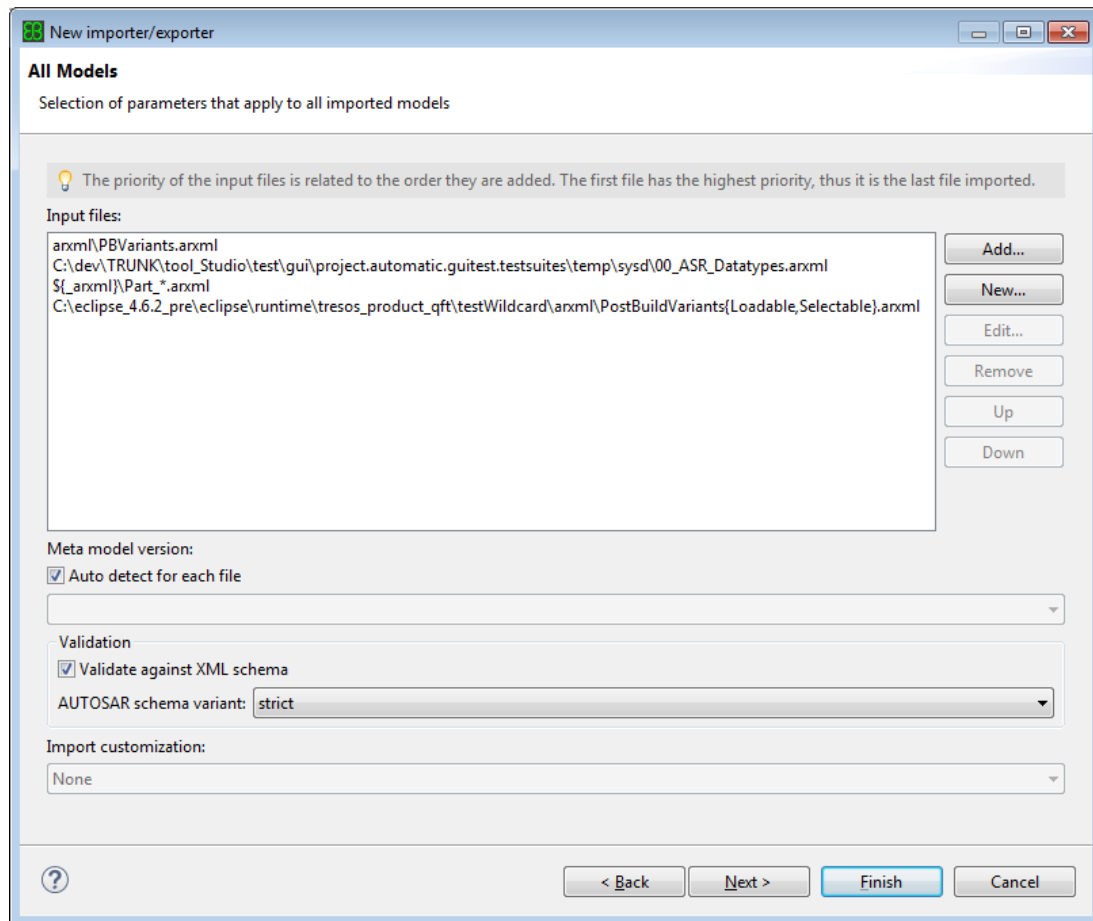 New importer/exporter
All Models
Selection of parameters that apply to all imported models
The priority of the input files is related to the order they are added. The first file has the highest priority, thus it is the last file imported.
Input files:
arxml\PBVariants.arxml
C:\dev\TRUNK\tool_Studio\test\gui\project.automatic.guitest.testsuites\temp\sysd\00_ASR_Datatypes.arxml
${_arxml}\Part_*.arxml
C:\eclipse_4.6.2_pre\eclipse\runtime\tresos_product_qft\testWildcard\arxml\PostBuildVariants{Loadable,Selectable}.arxml
Add...
New...
Edit...
Remove
Up
Down
Meta model version:
Auto detect for each file
Validation
Validate against XML schema
AUTOSAR schema variant: strict
Import customization:
None
?
< Back
Next >
Finish
Cancel